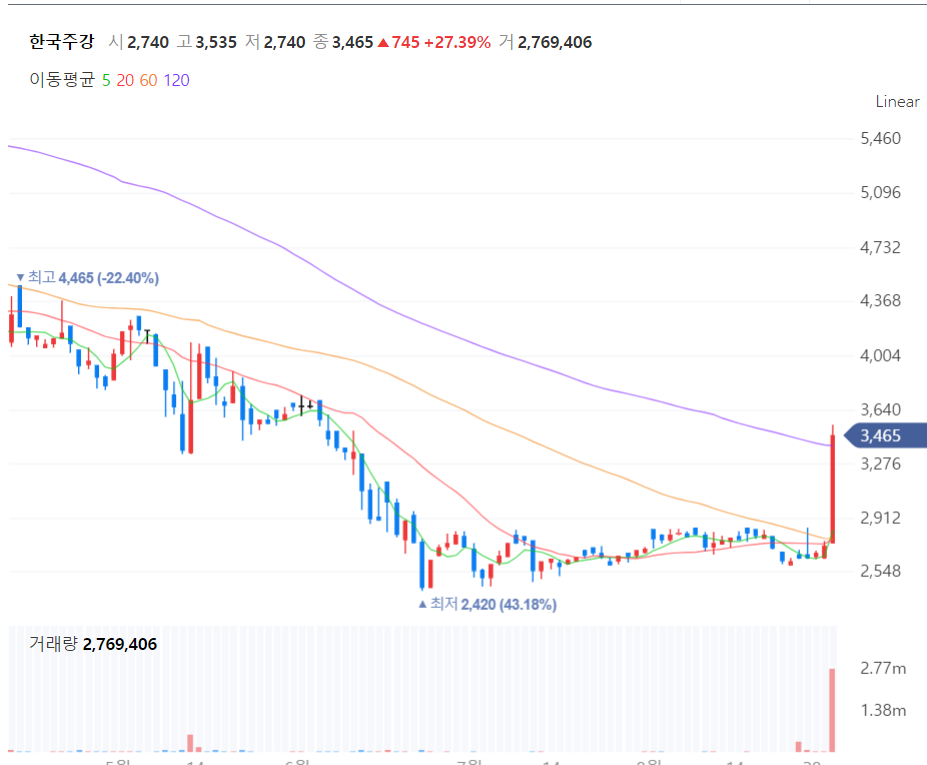 한국주강 시 2,740 고 3,535 저 2,740 종 3,465 ▲745 +27.39% 거 2,769,406
이동평균 5 20 60 120
Linear
5,460
5,096
4,732
▼최고 4,465 (-22.40%)
4,368
4,004
3,640
3,465
3,276
2,912
2,548
▲최저 2,420 (43.18%)
거래량 2,769,406
2.77m
1.38m